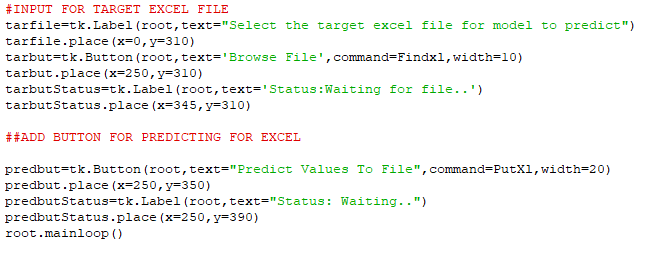 #INPUT FOR TARGET EXCEL FILE
tarfile=tk.Label(root,text="Select the target excel file for model to predict")
tarfile.place(x=0,y=310)
tarbut=tk.Button(root,text='Browse File',command=Findxl,width=10)
tarbut.place(x=250,y=310)
tarbutStatus=tk.Label(root,text='Status:Waiting for file..')
tarbutStatus.place(x=345,y=310)
##ADD BUTTON FOR PREDICTING FOR EXCEL
predbut=tk.Button(root,text="Predict Values To File",command=PutXl,width=20)
predbut.place(x=250,y=350)
predbutStatus=tk.Label(root,text="Status: Waiting..")
predbutStatus.place(x=250,y=390)
root.mainloop()